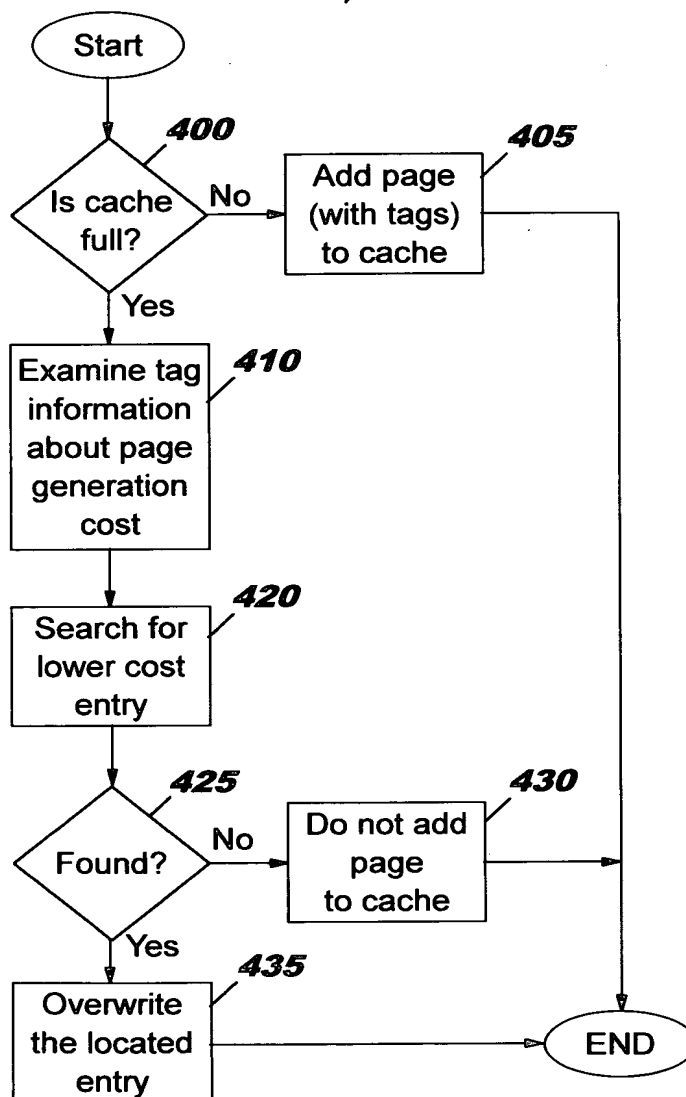 Start
400
Is cache
full?
No
405
Add page
(with tags)
to cache
Yes
410
Examine tag
information
about page
generation
cost
420
Search for
lower cost
entry
425
Found?
No
430
Do not add
page
to cache
Yes
435
Overwrite
the located
entry
END